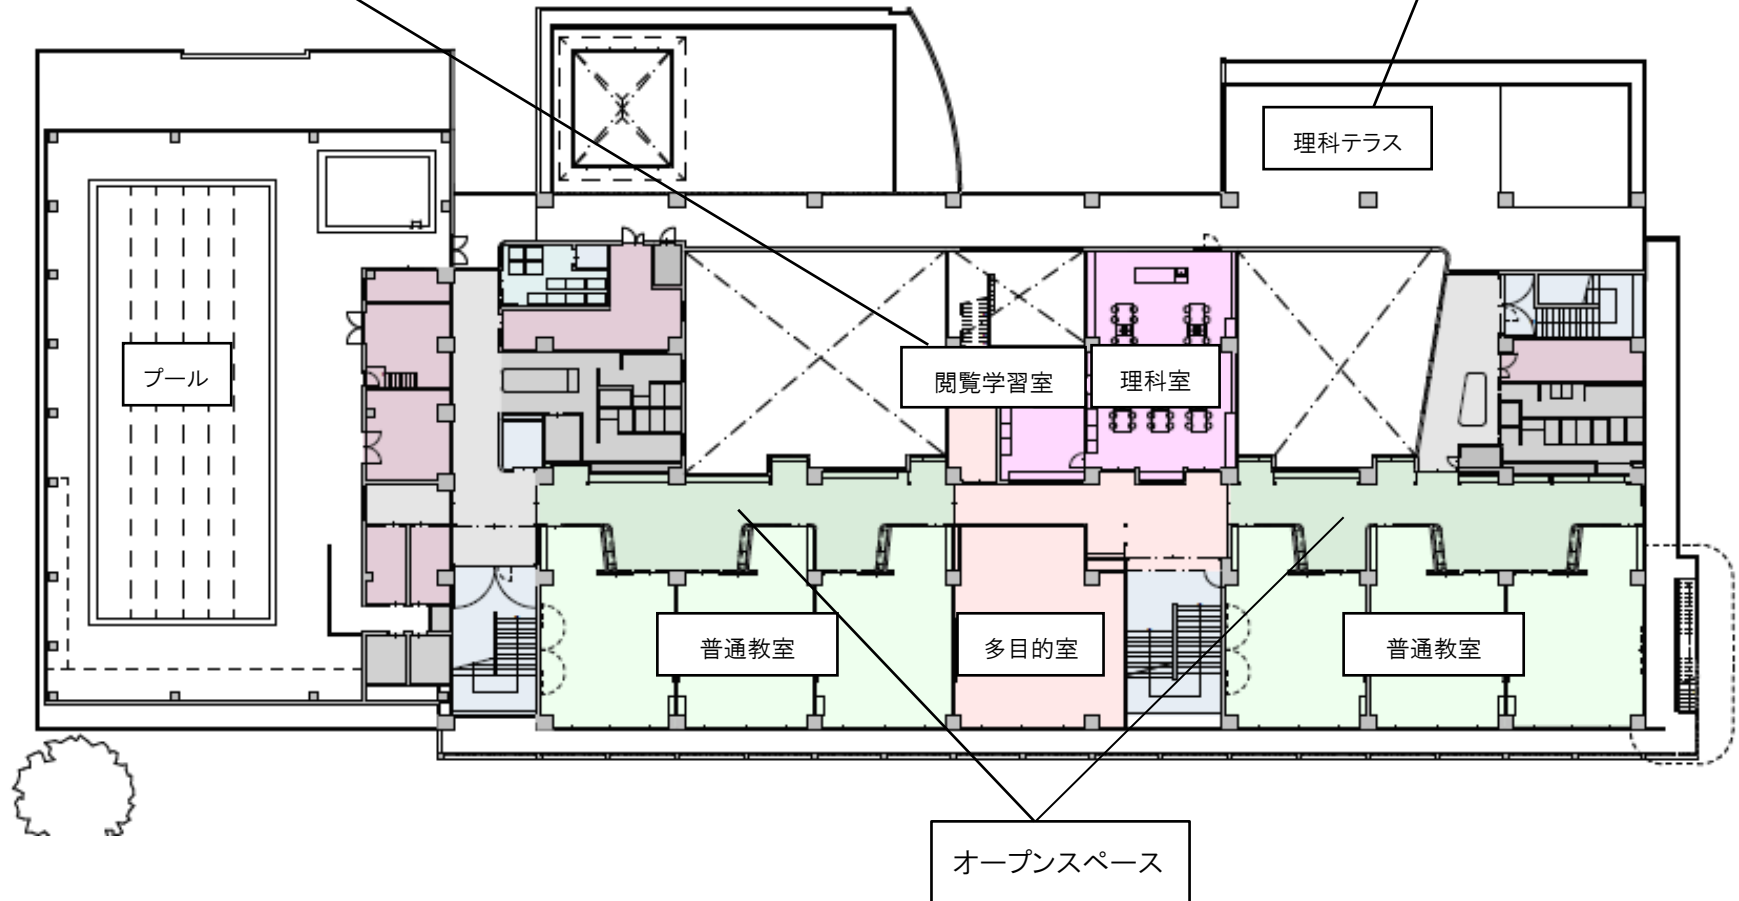 理科テラス
プール
閲覧学習室
理科室
普通教室
多目的室
普通教室
オープンスペース